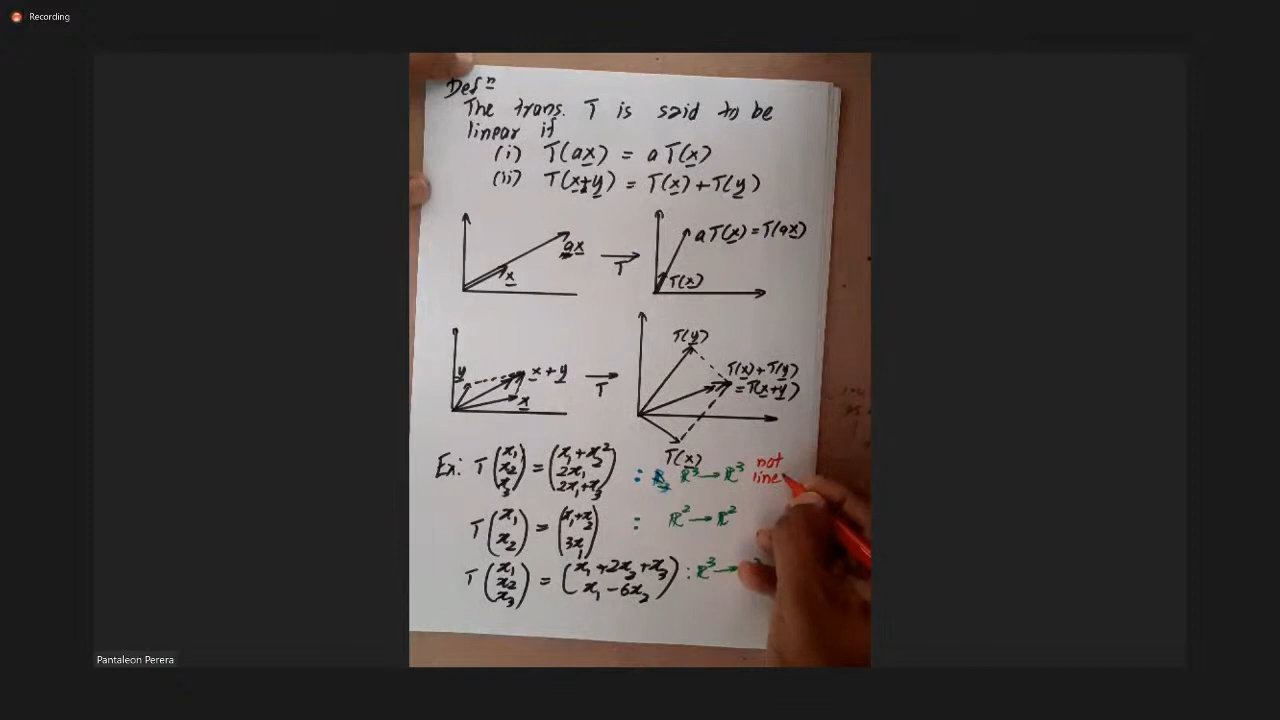 Recording
Defⁿ
The trans. T is said to be
linear if
(i) T(ax) = aT(x)
(ii) T(x+y) = T(x)+T(y)
ax
x
T
aT(x)=T(ax)
T(x)
y
x+y
x
T
T(y)
T(x)+T(y)
=T(x+y)
T(x)
Ex: T(x₁ x₂ x₃) = (x₁+x₂² 2x₁ 2x₁+x₃) : ℝ³→ℝ³ not line
T(x₁ x₂) = (x₁+x₂ 3x₁) : ℝ²→ℝ²
T(x₁ x₂ x₃) = (x₁+2x₂+x₃ x₁-6x₂) : ℝ³→
Pantaleon Perera